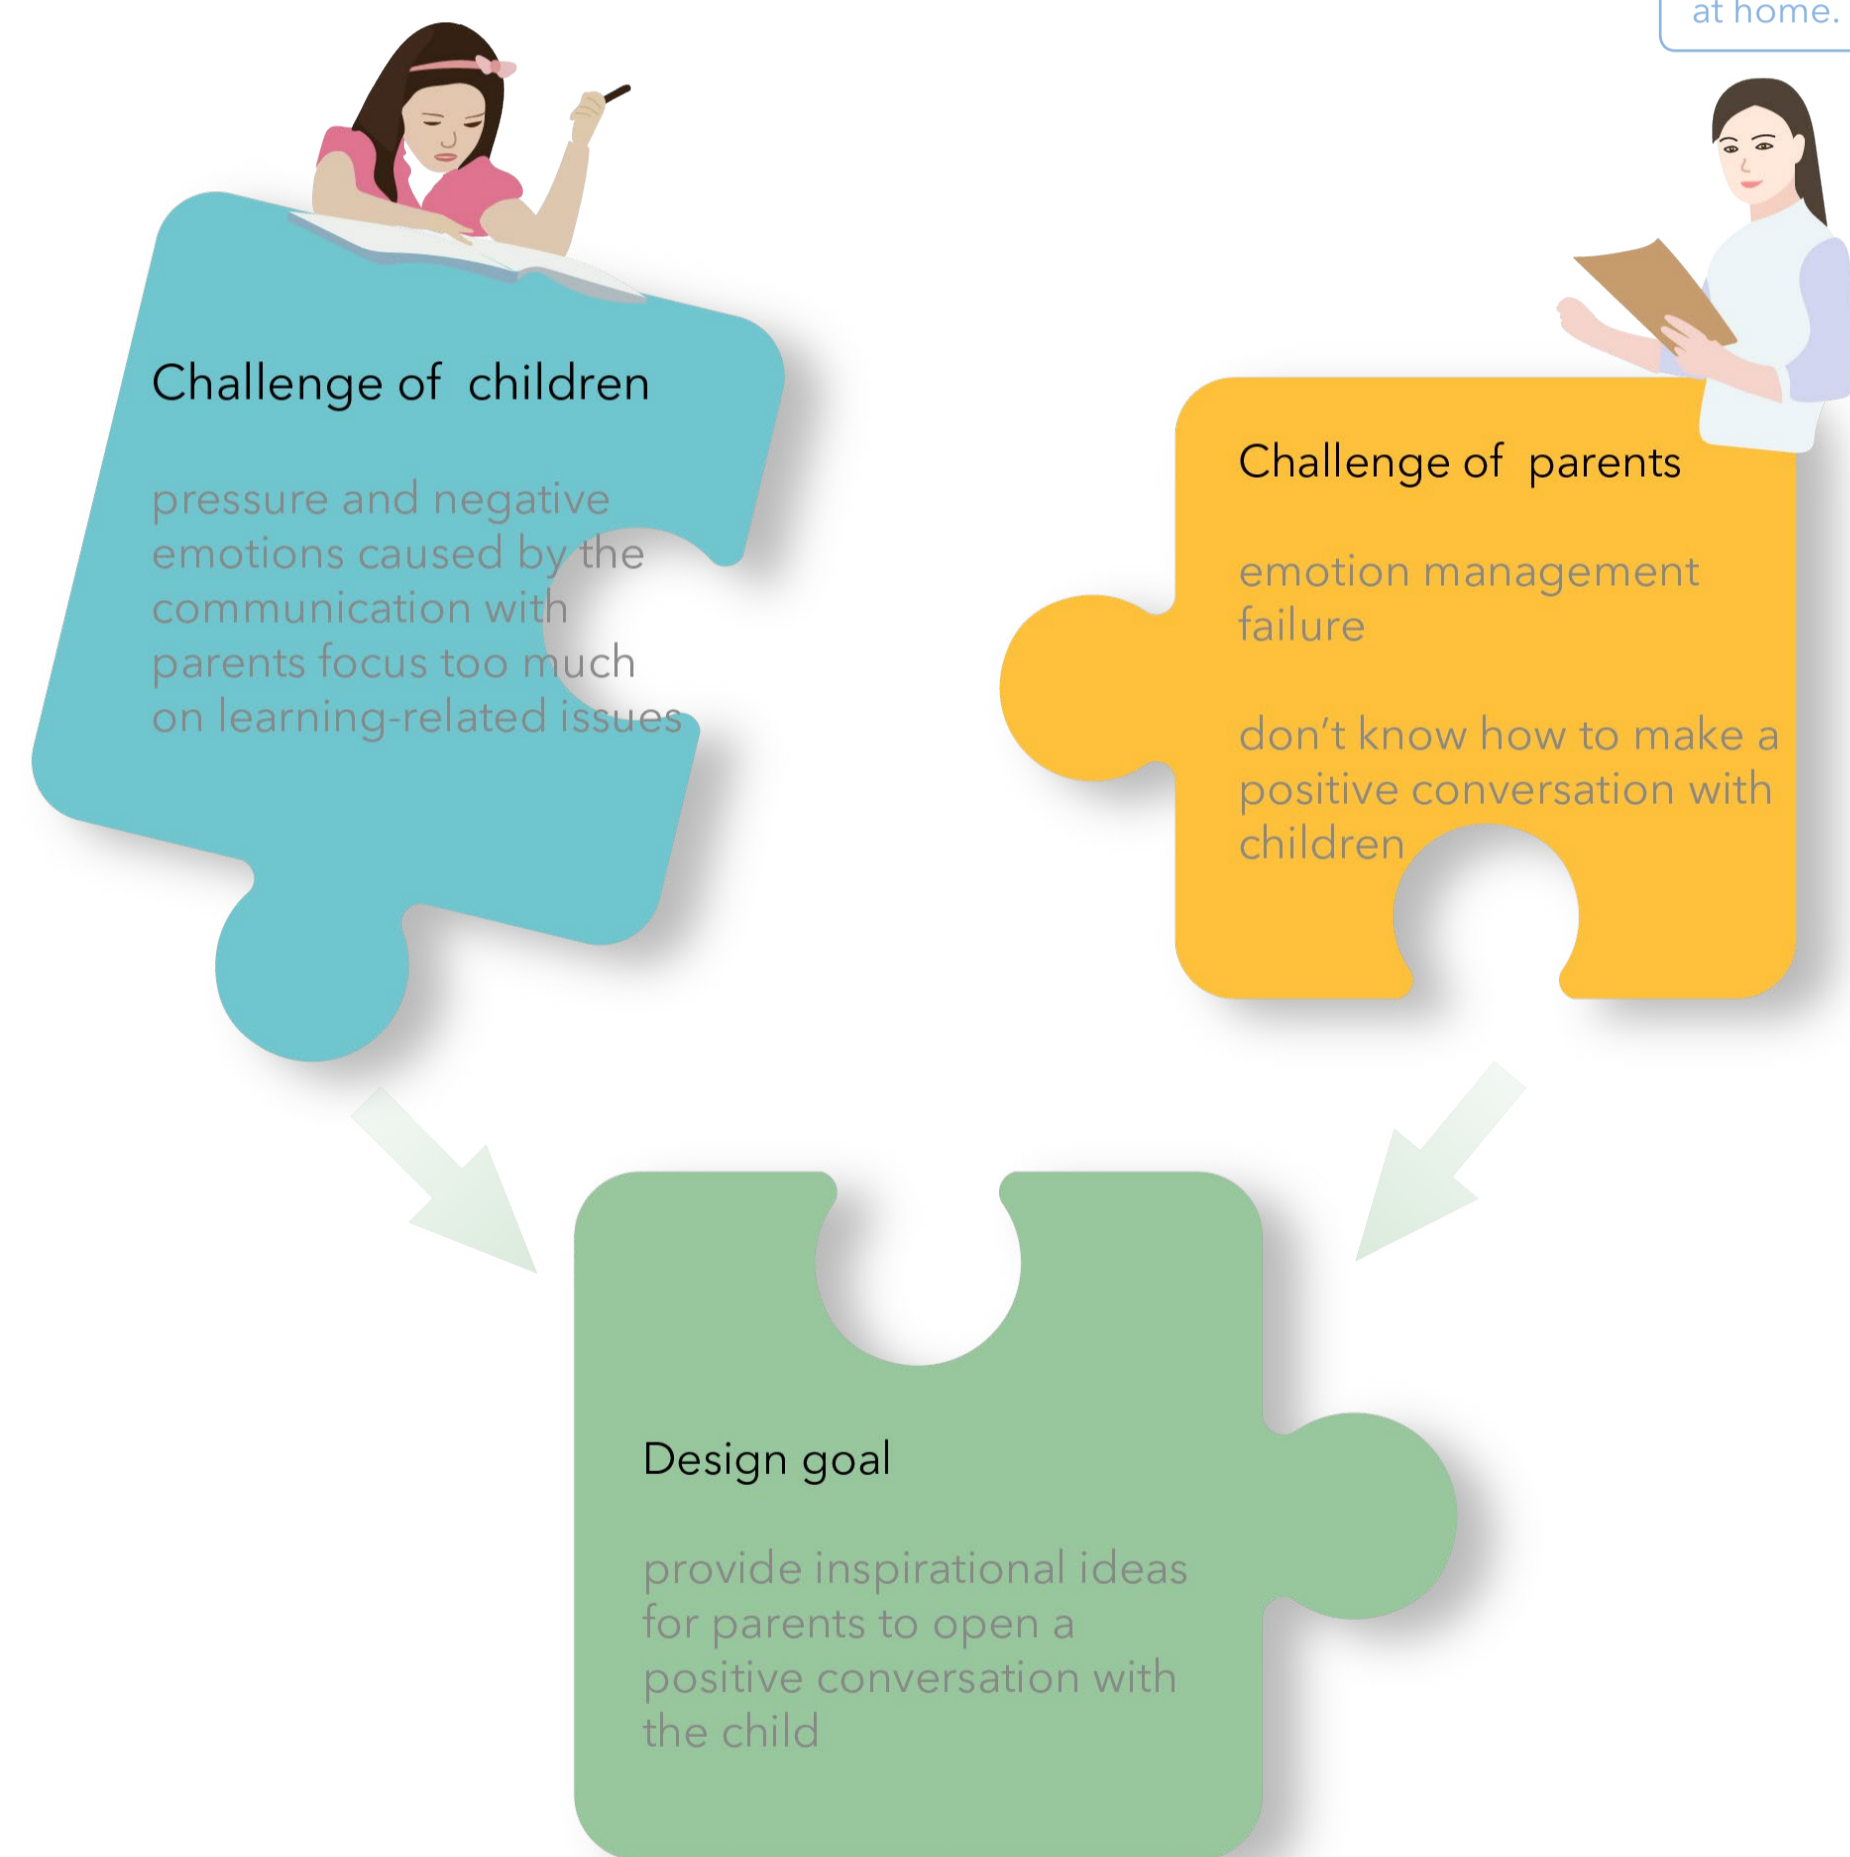 at home.
Challenge of children
pressure and negative
emotions caused by the
communication with
parents focus too much
on learning-related issues
Challenge of parents
emotion management
failure
don't know how to make a
positive conversation with
children
Design goal
provide inspirational ideas
for parents to open a
positive conversation with
the child